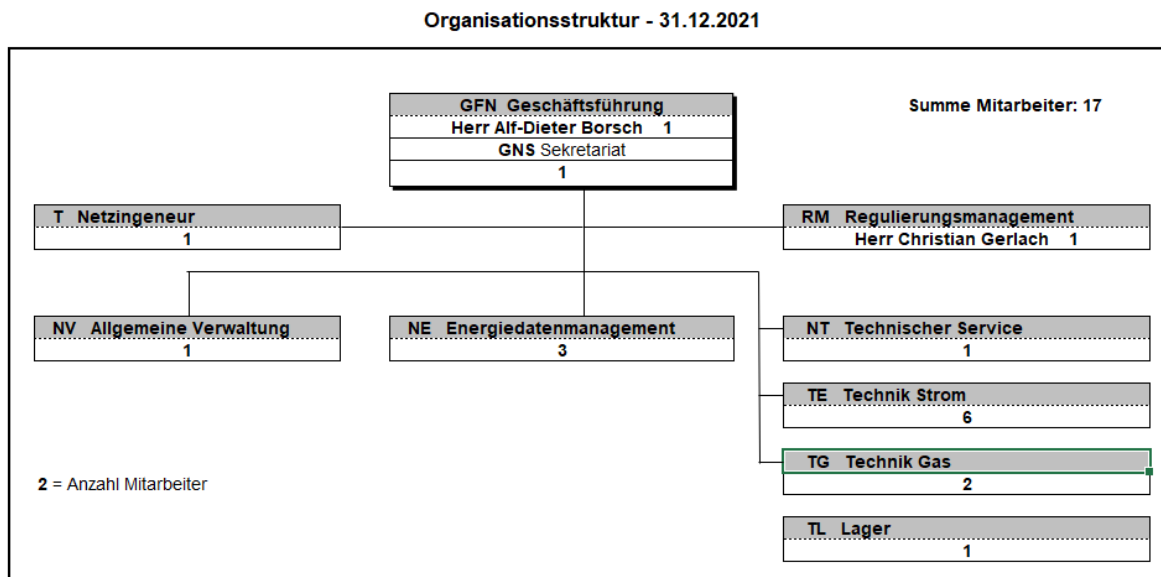 Organisationsstruktur - 31.12.2021
GFN Geschäftsführung
Summe Mitarbeiter: 17
Herr Alf-Dieter Borsch 1
GNS Sekretariat
1
T Netzingeneur
1
RM Regulierungsmanagement
Herr Christian Gerlach 1
NV Allgemeine Verwaltung
1
NE Energiedatenmanagement
3
NT Technischer Service
1
TE Technik Strom
6
TG Technik Gas
2
2 = Anzahl Mitarbeiter
TL Lager
1